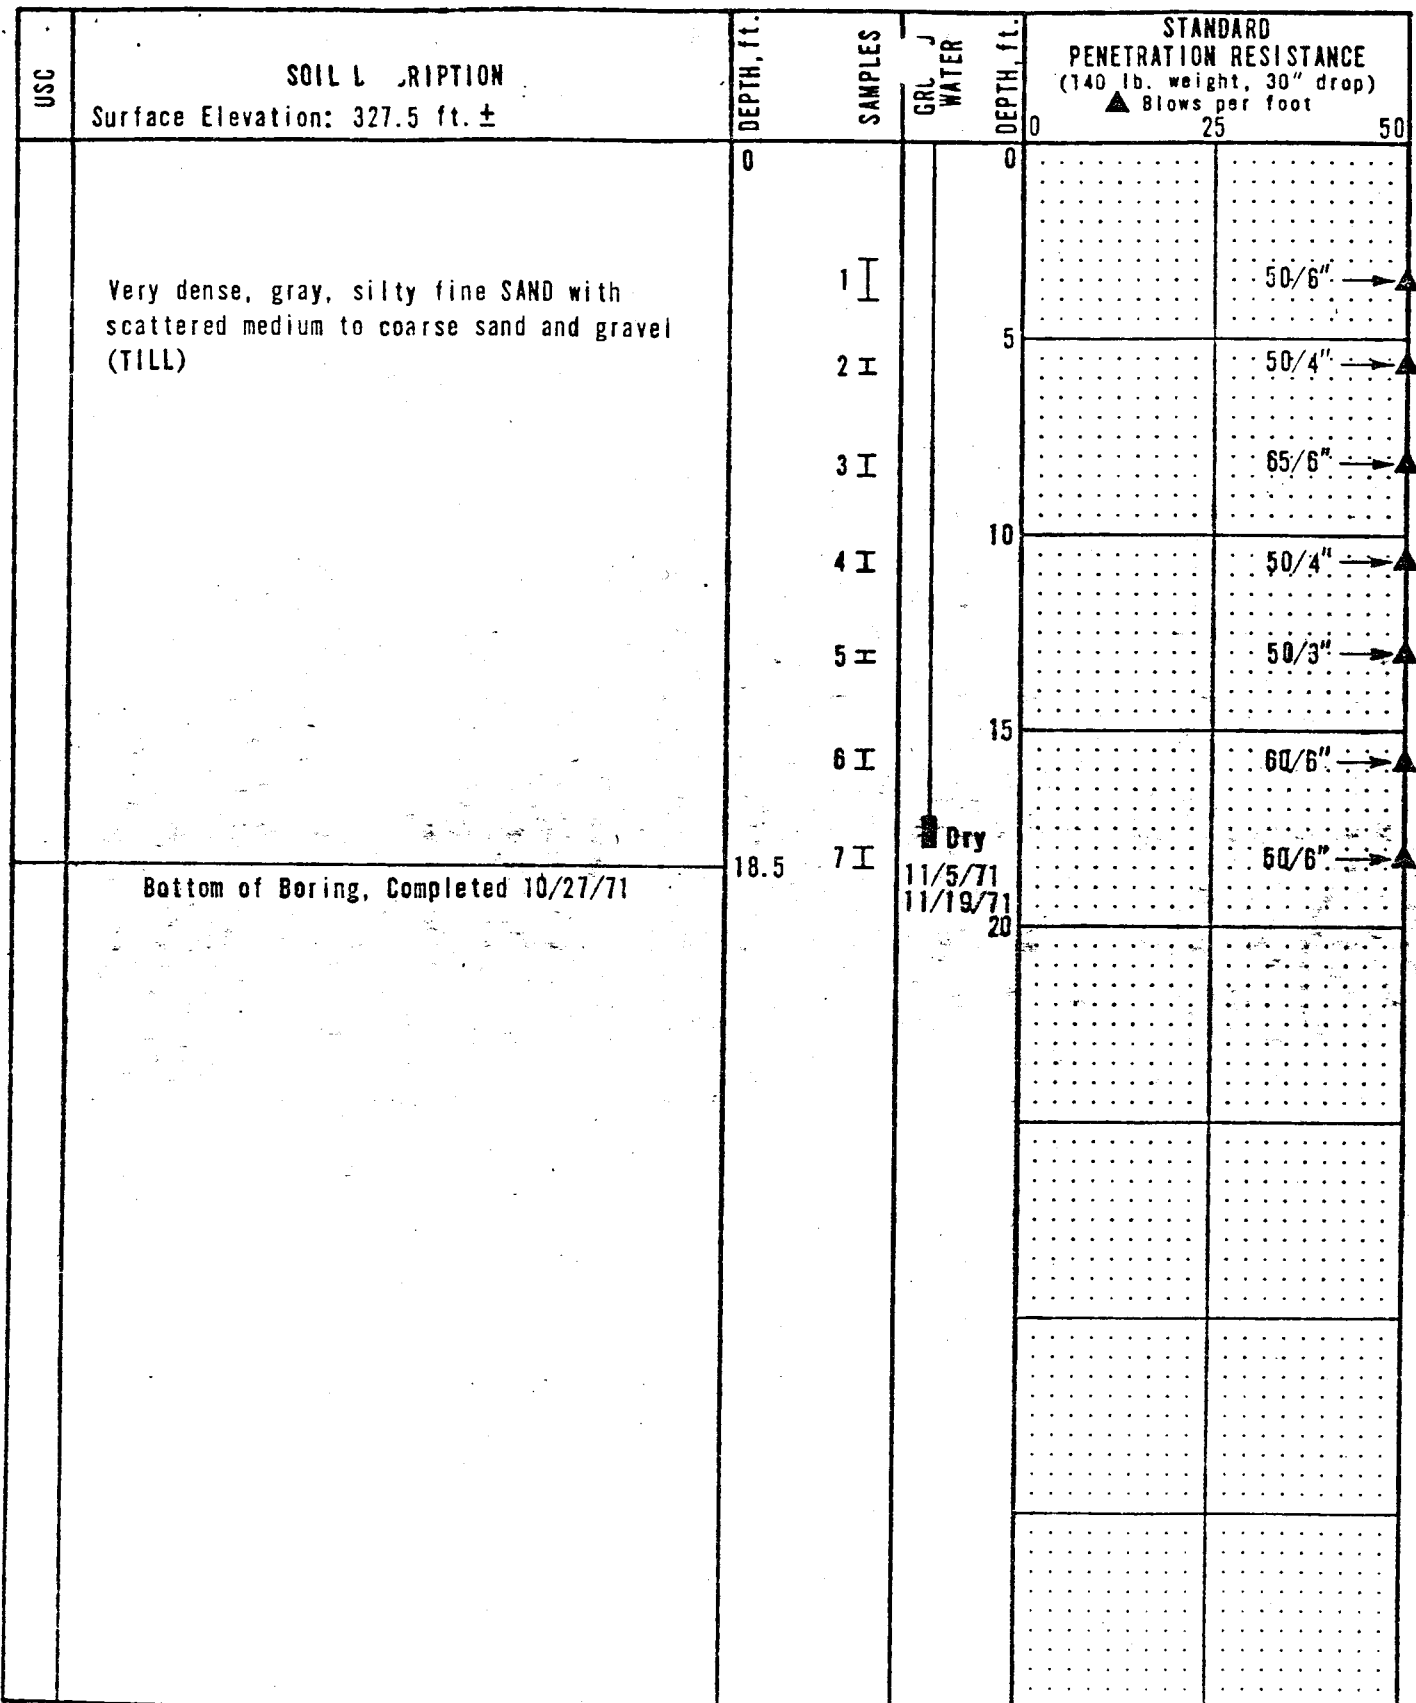 USC
SOIL
Surface Elevation: 327.5 ft. ±
DEPTH, ft.
SAMPLES
WATER
DEPTH, ft.
STANDARD
PENETRATION RESISTANCE
(140 lb. weight, 30" drop)
▲ Blows per foot
0 25 50
0
0
Very dense, gray, silty fine SAND with
scattered medium to coarse sand and gravel
(TILL)
1
50/6"
5
2
50/4"
3
65/6"
10
4
50/4"
5
50/3"
15
6
60/6"
Dry
7
18.5
11/5/71
11/19/71
Bottom of Boring, Completed 10/27/71
20